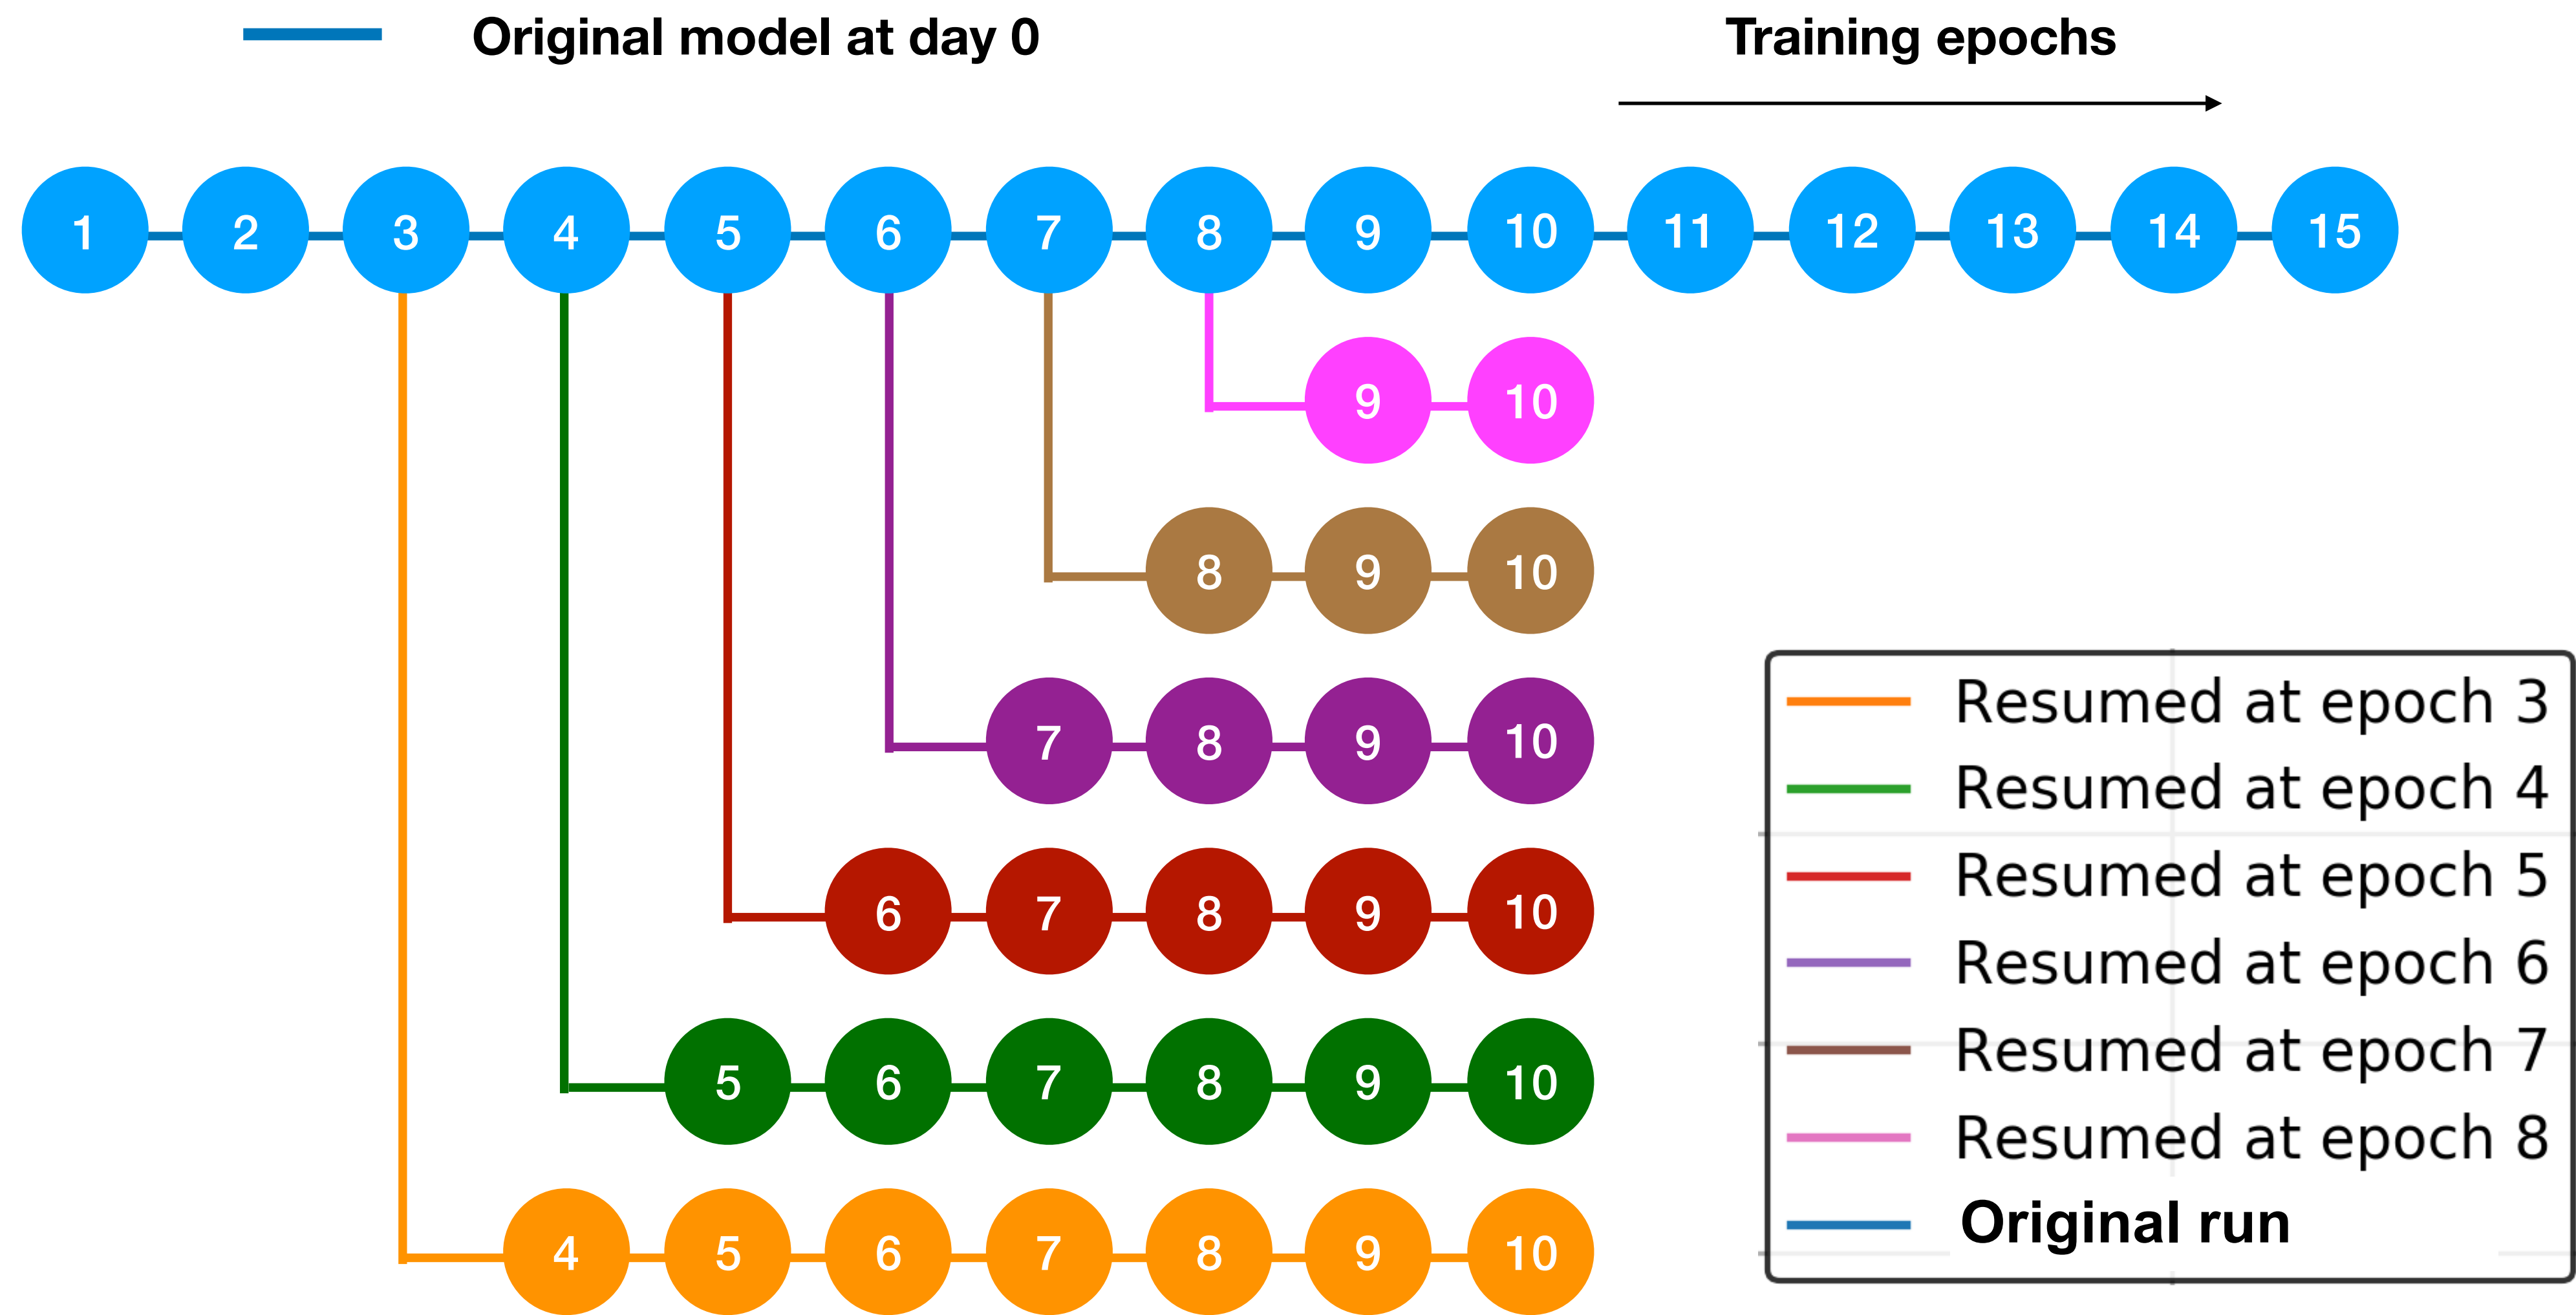 Original model at day 0
Training epochs
1 2 3 4 5 6 7 8 9 10 11 12 13 14 15
9 10
8 9 10
7 8 9 10
6 7 8 9 10
5 6 7 8 9 10
4 5 6 7 8 9 10
Resumed at epoch 3
Resumed at epoch 4
Resumed at epoch 5
Resumed at epoch 6
Resumed at epoch 7
Resumed at epoch 8
Original run